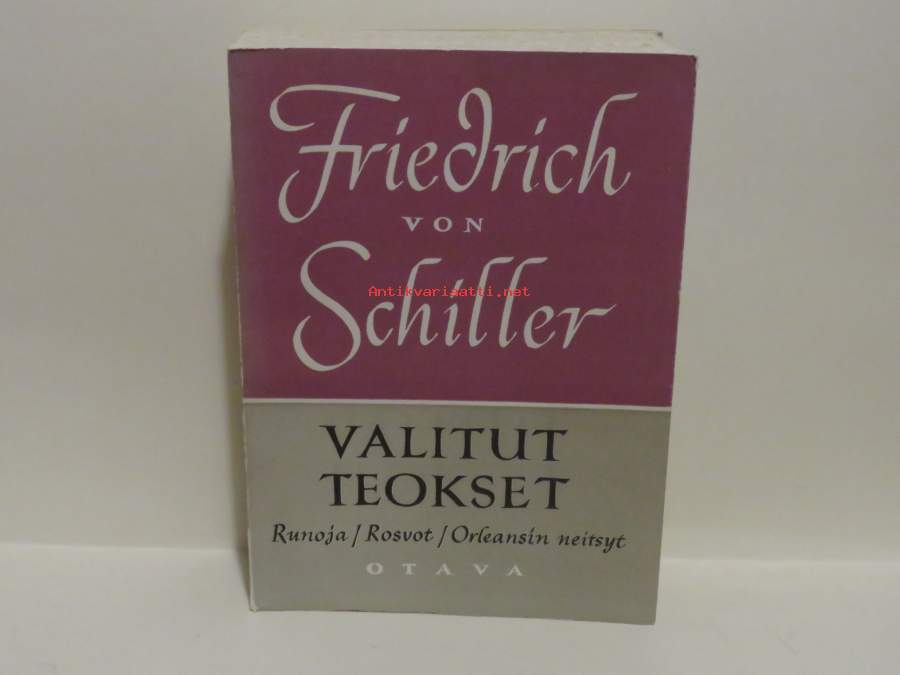 Friedrich
VON
Schiller
Antikvariaatti.net
VALITUT
TEOKSET
Runoja / Rosvot / Orleansin neitsyt
OTAVA